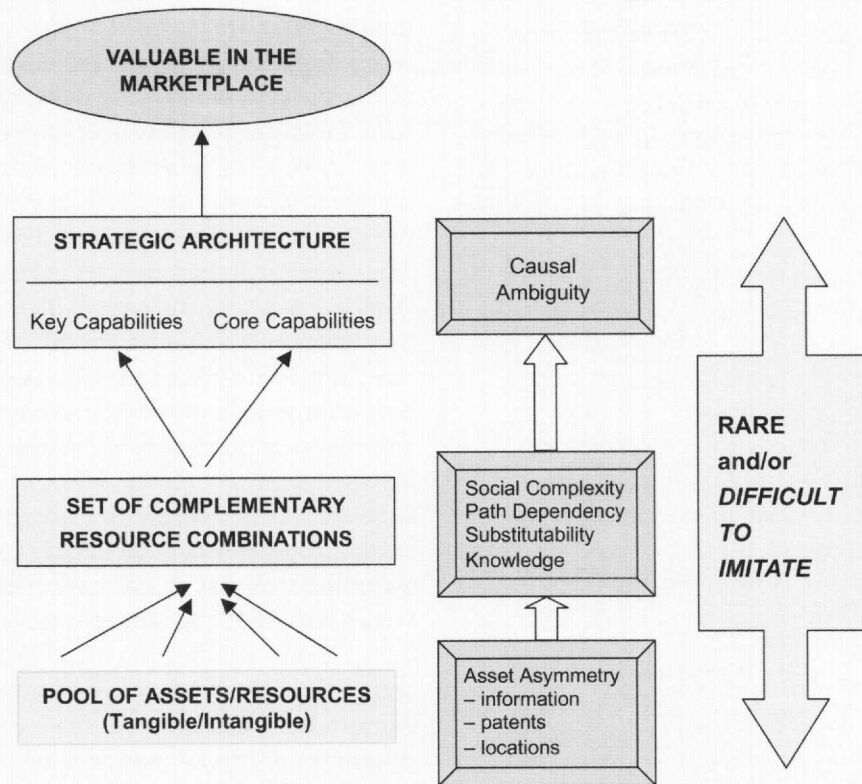 VALUABLE IN THE
MARKETPLACE
STRATEGIC ARCHITECTURE
Key Capabilities Core Capabilities
SET OF COMPLEMENTARY
RESOURCE COMBINATIONS
POOL OF ASSETS/RESOURCES
(Tangible/Intangible)
Causal
Ambiguity
Social Complexity
Path Dependency
Substitutability
Knowledge
Asset Asymmetry
– information
– patents
– locations
RARE
and/or
DIFFICULT
TO
IMITATE